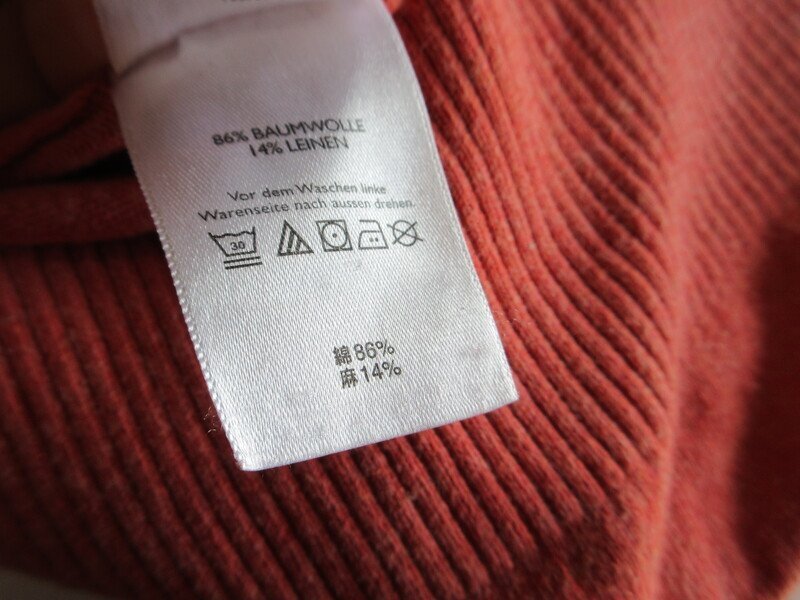 86% BAUMWOLLE
14% LEINEN
Vor dem Waschen linke
Warenseite nach aussen drehen.
30
綿 86%
麻 14%